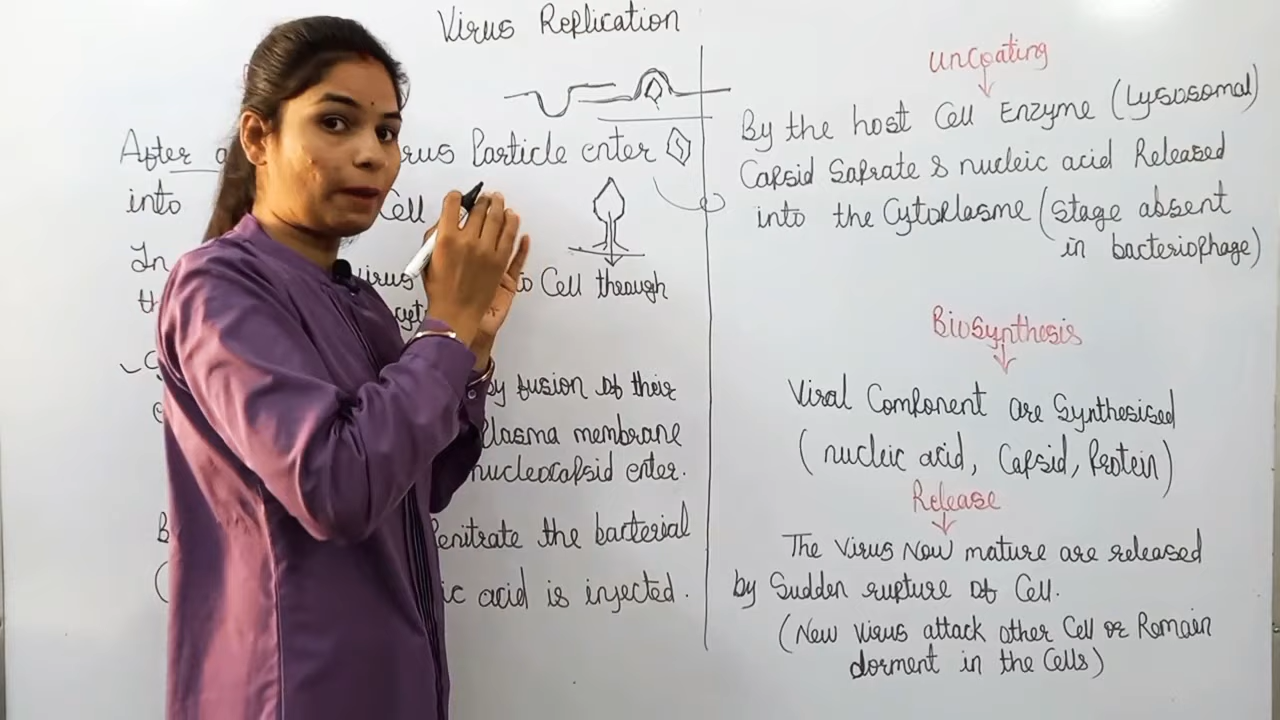 Virus Replication
After a rus Particle enter
into Cell
In virus to Cell theough
th cyt
by fusion of their
Plasma membrane
nucleocapsid enter.
B Penitrate the bacterial
( ic acid is injected.
Uncoating
By the host Cell Enzyme (Lysosomal)
Capsid Saprate & nucleic acid Released
into the Cytoplasme (stage absent
in bacteriophage)
Biosynthesis
Viral Component are Synthesised
(nucleic acid, Capsid, Protein)
Release
The Virus Now mature are released
by Sudden rupture of Cell.
(New Virus attack other Cell or Remain
dorment in the Cells)